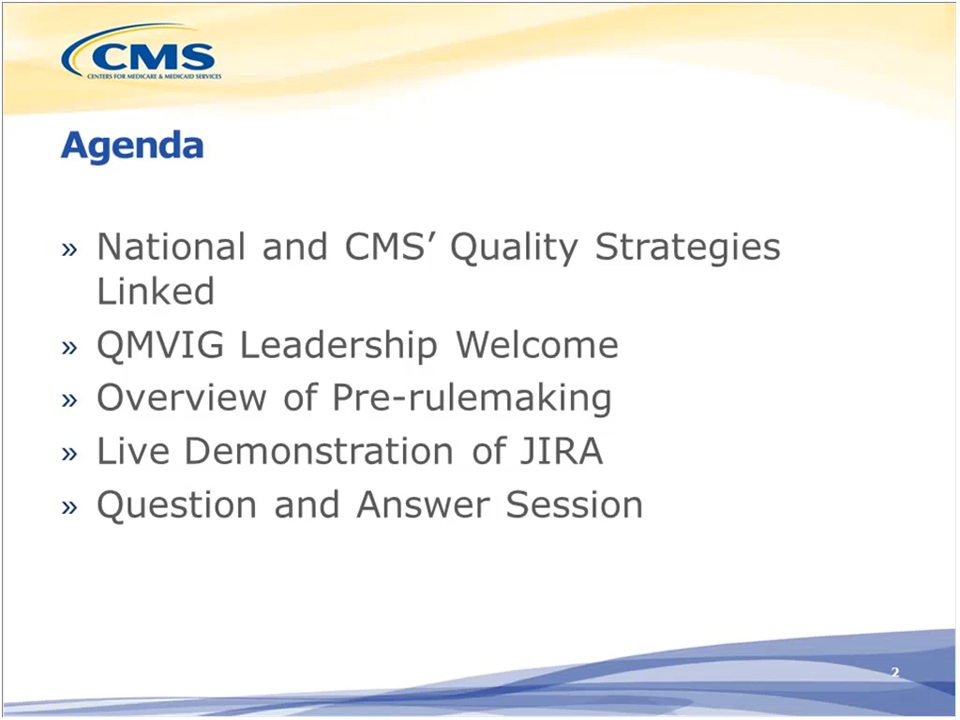 CMS
CENTERS FOR MEDICARE & MEDICAID SERVICES
Agenda
» National and CMS’ Quality Strategies
Linked
» QMVIG Leadership Welcome
» Overview of Pre-rulemaking
» Live Demonstration of JIRA
» Question and Answer Session
2